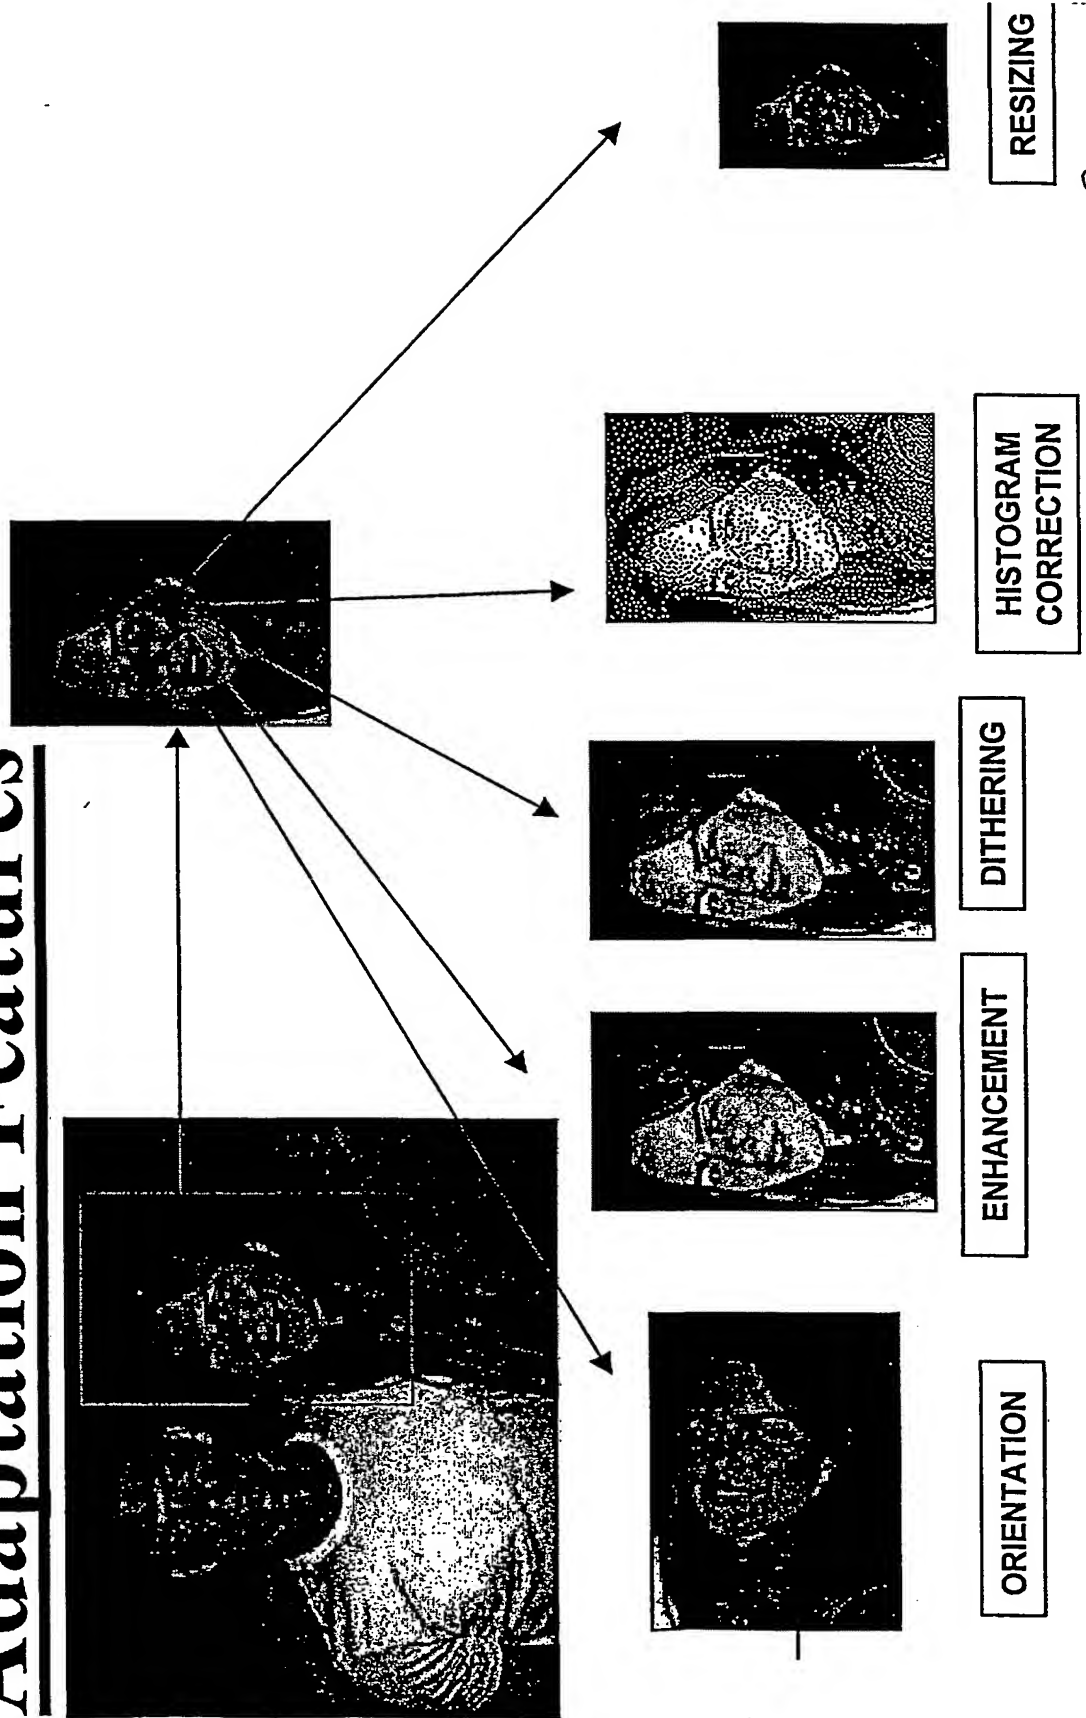 Adaptation Features
ORIENTATION
ENHANCEMENT
DITHERING
HISTOGRAM
CORRECTION
RESIZING